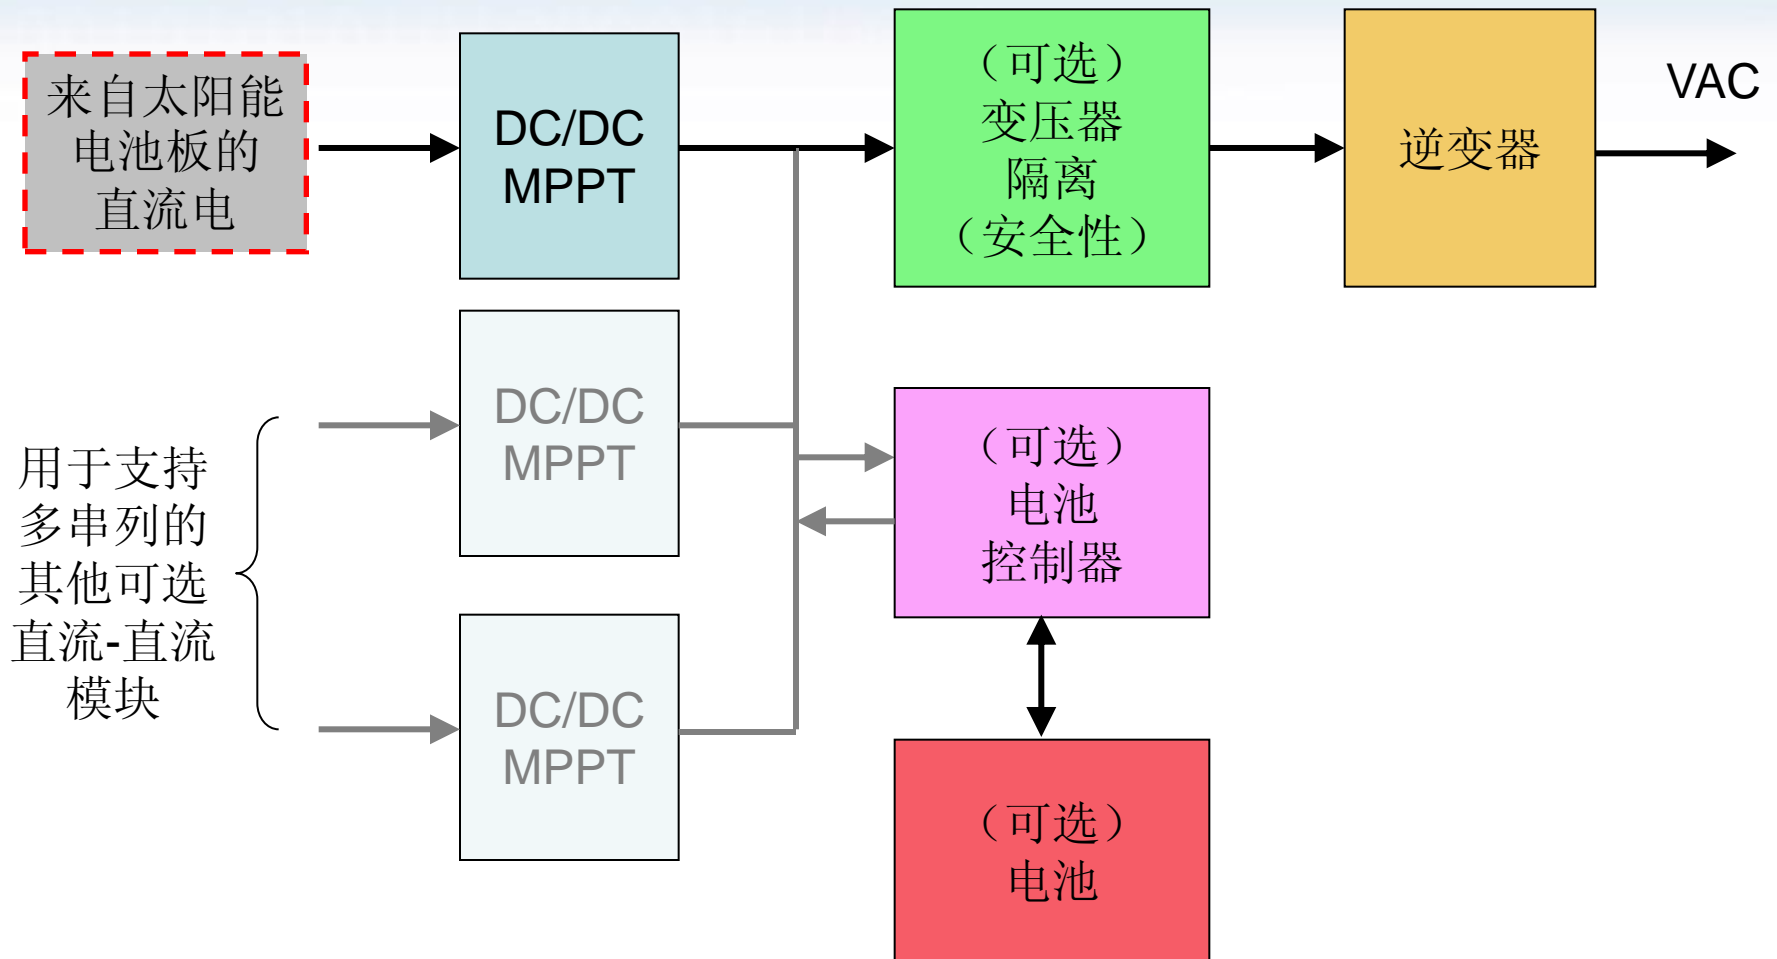 来自太阳能
电池板的
直流电
DC/DC
MPPT
（可选）
变压器
隔离
（安全性）
逆变器
VAC
用于支持
多串列的
其他可选
直流-直流
模块
DC/DC
MPPT
DC/DC
MPPT
（可选）
电池
控制器
（可选）
电池